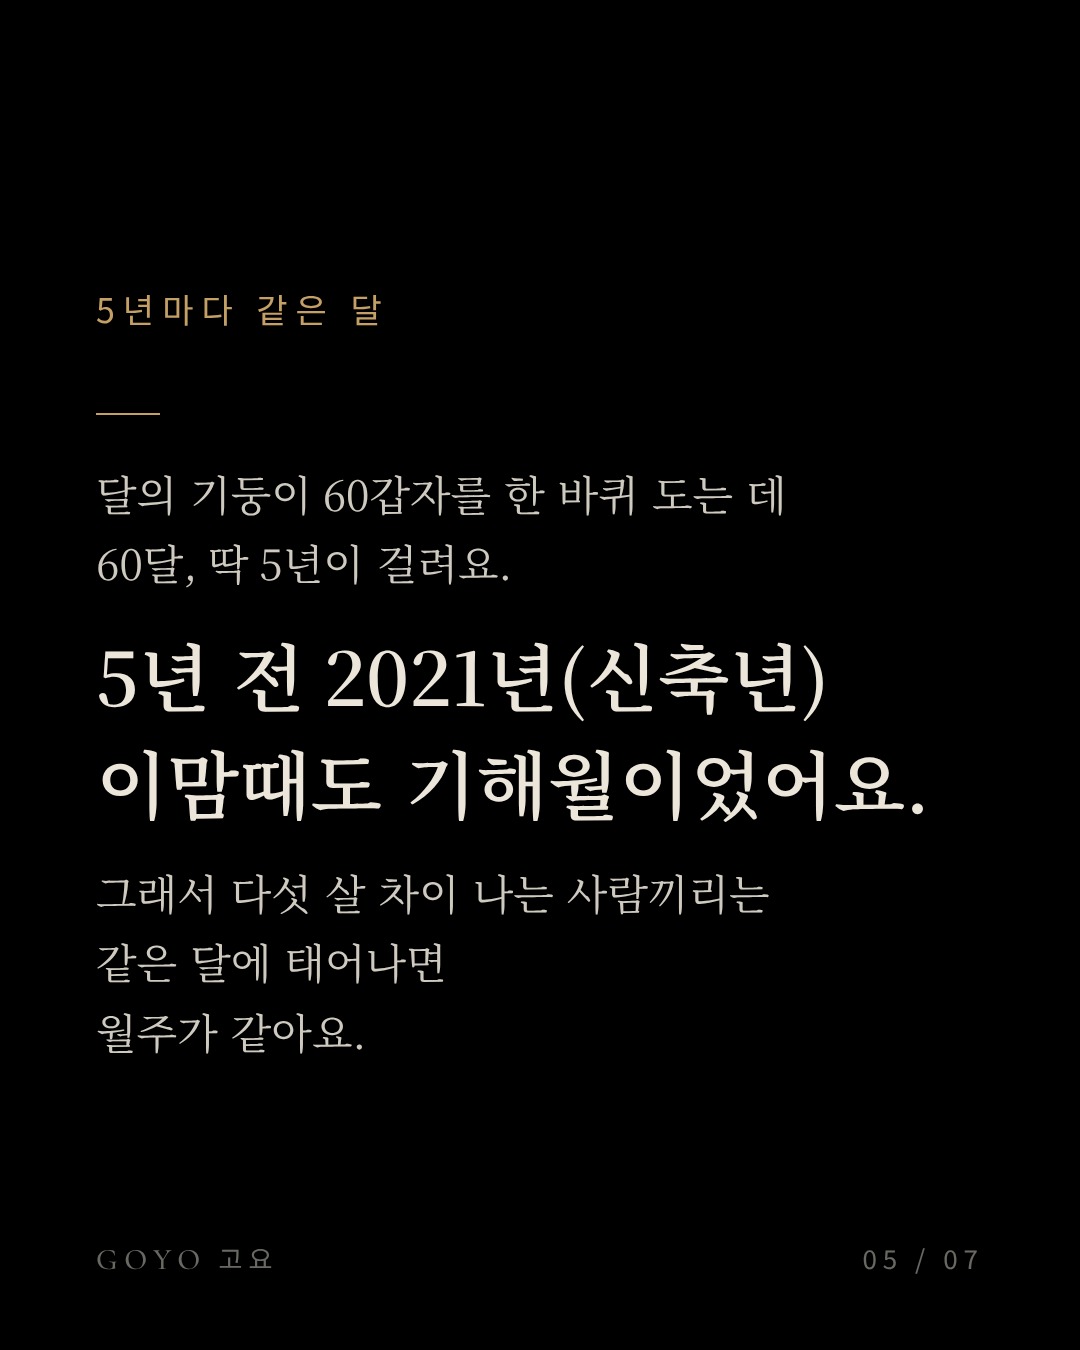 5년마다 같은 달
달의 기둥이 60갑자를 한 바퀴 도는 데
60달, 딱 5년이 걸려요.
5년 전 2021년(신축년)
이맘때도 기해월이었어요.
그래서 다섯 살 차이 나는 사람끼리는
같은 달에 태어나면
월주가 같아요.
GOYO 고요
05 / 07